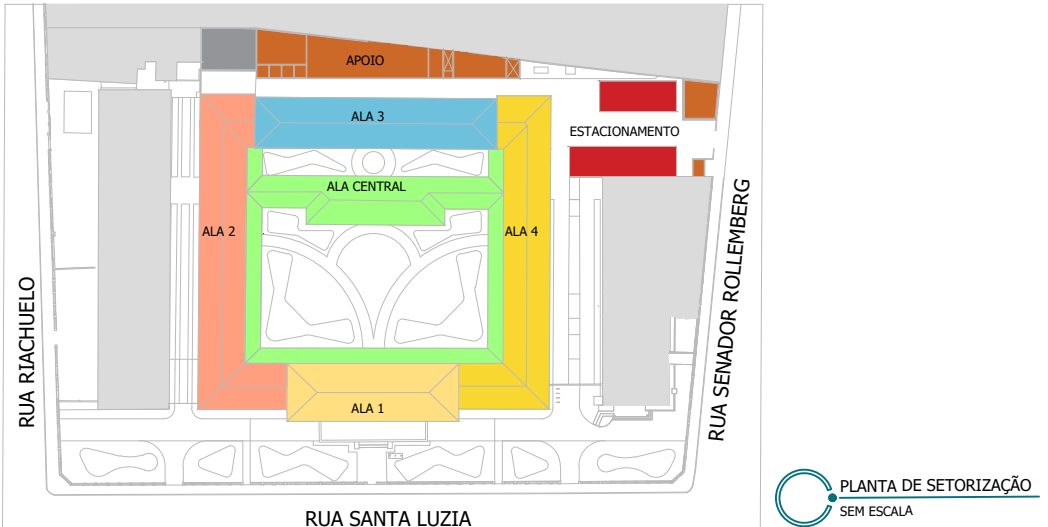 APOIO
ALA 3
ESTACIONAMENTO
ALA CENTRAL
ALA 2
ALA 4
RUA RIACHUELO
RUA SENADOR ROLLEMBERG
ALA 1
RUA SANTA LUZIA
PLANTA DE SETORIZAÇÃO
SEM ESCALA